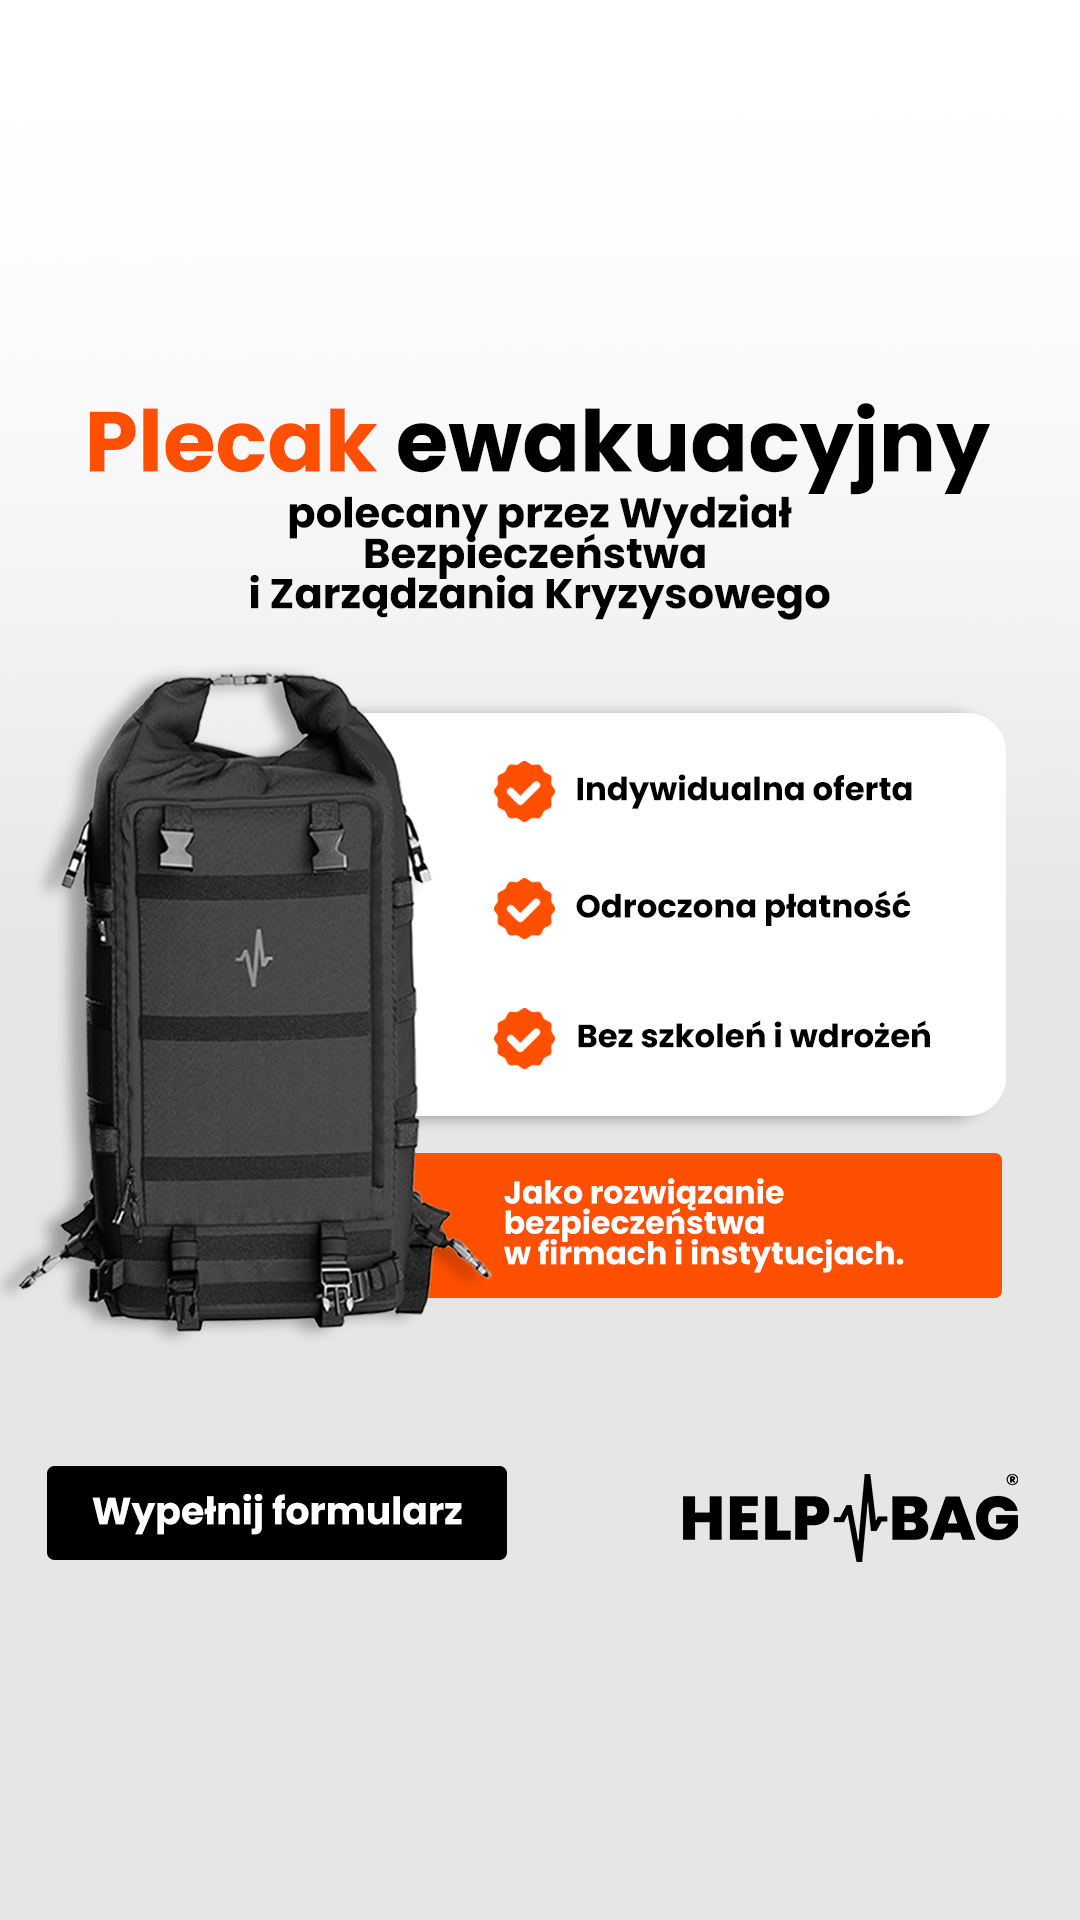 Plecak ewakuacyjny
polecany przez Wydział
Bezpieczeństwa
i Zarządzania Kryzysowego
Indywidualna oferta
Odroczona płatność
Bez szkoleń i wdrożeń
Jako rozwiązanie
bezpieczeństwa
w firmach i instytucjach.
Wypełnij formularz
HELP BAG®